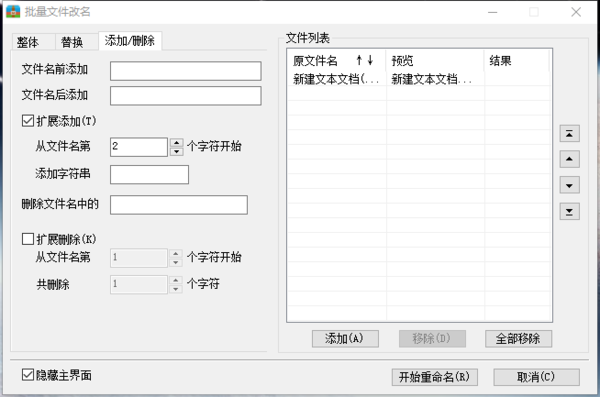 批量文件改名
整体 替换 添加/删除
文件名前添加
文件名后添加
扩展添加(T)
从文件名第 2 个字符开始
添加字符串
删除文件名中的
扩展删除(K)
从文件名第 1 个字符开始
共删除 1 个字符
文件列表
原文件名 ↑↓ 预览 结果
新建文本文档(... 新建文本文档...
添加(A) 移除(D) 全部移除
隐藏主界面 开始重命名(R) 取消(C)